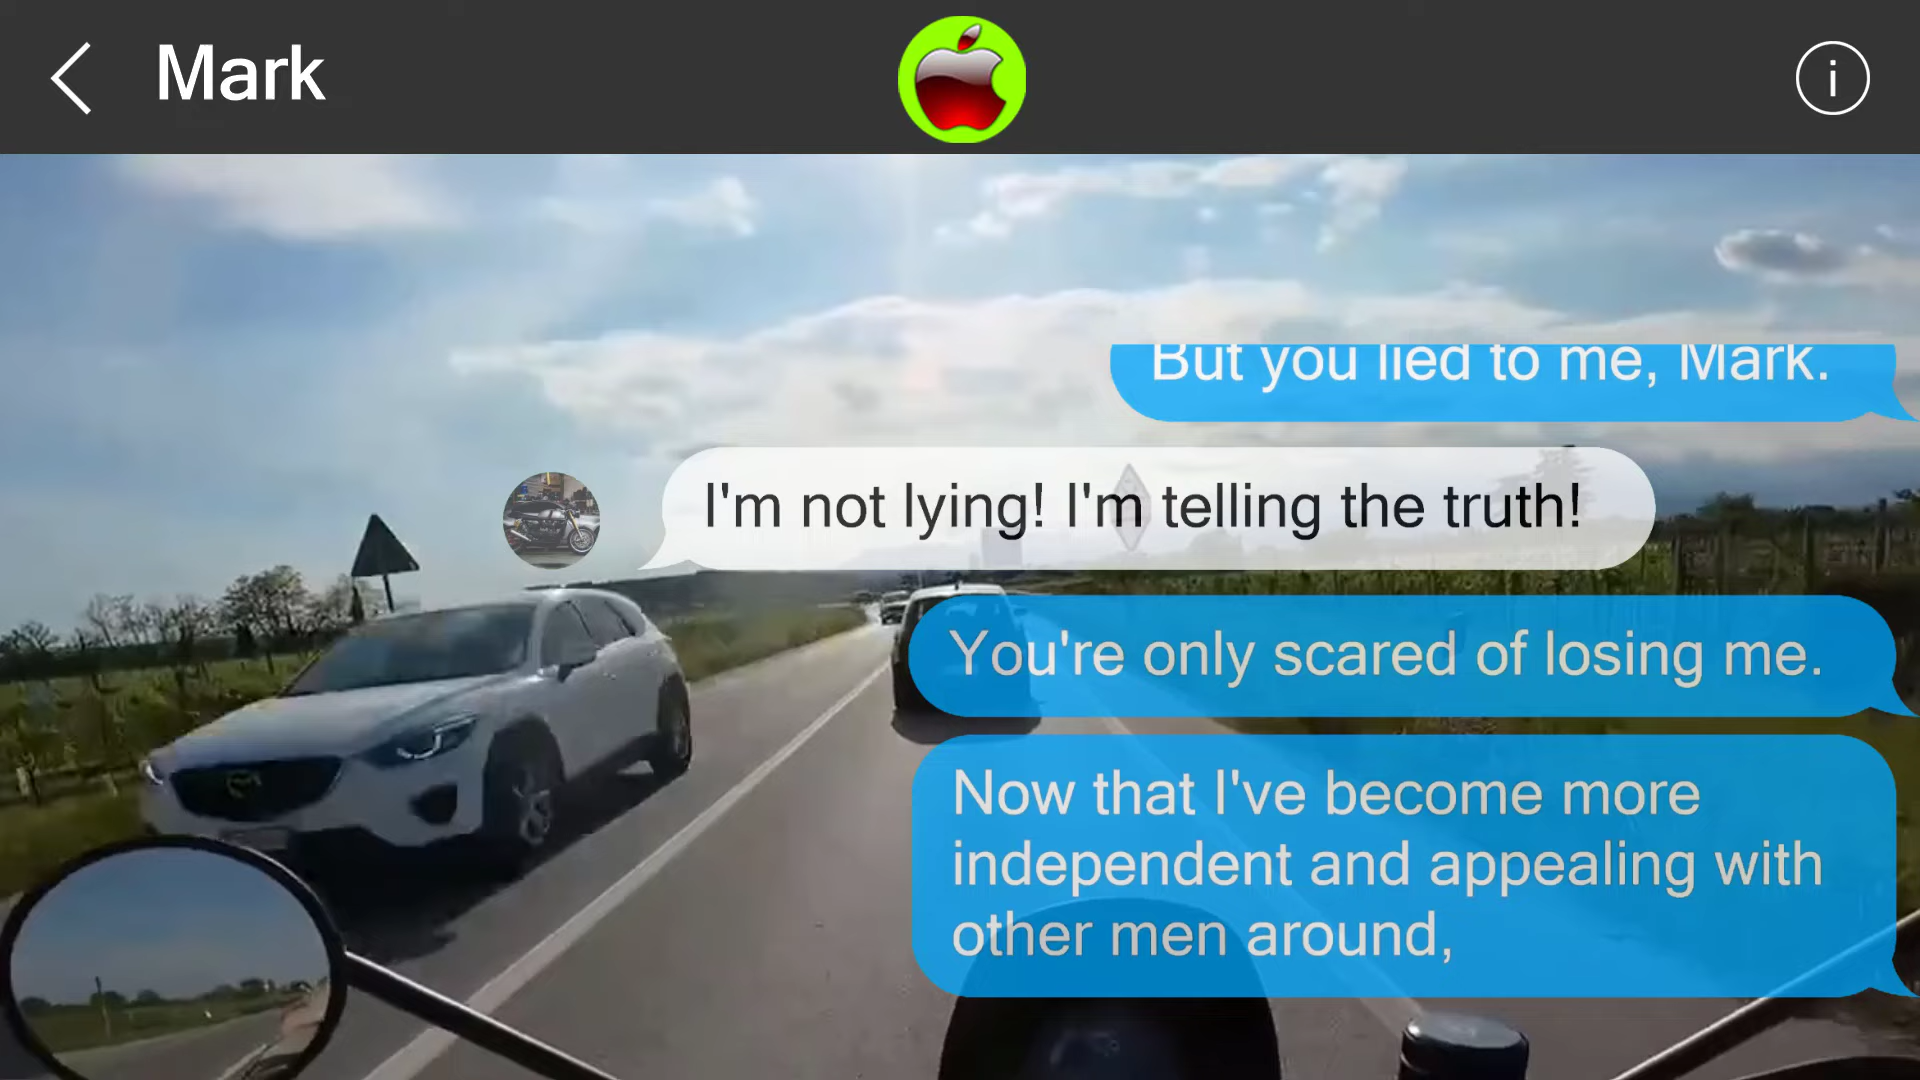 Mark
But you lied to me, Mark.
I'm not lying! I'm telling the truth!
You're only scared of losing me.
Now that I've become more
independent and appealing with
other men around,